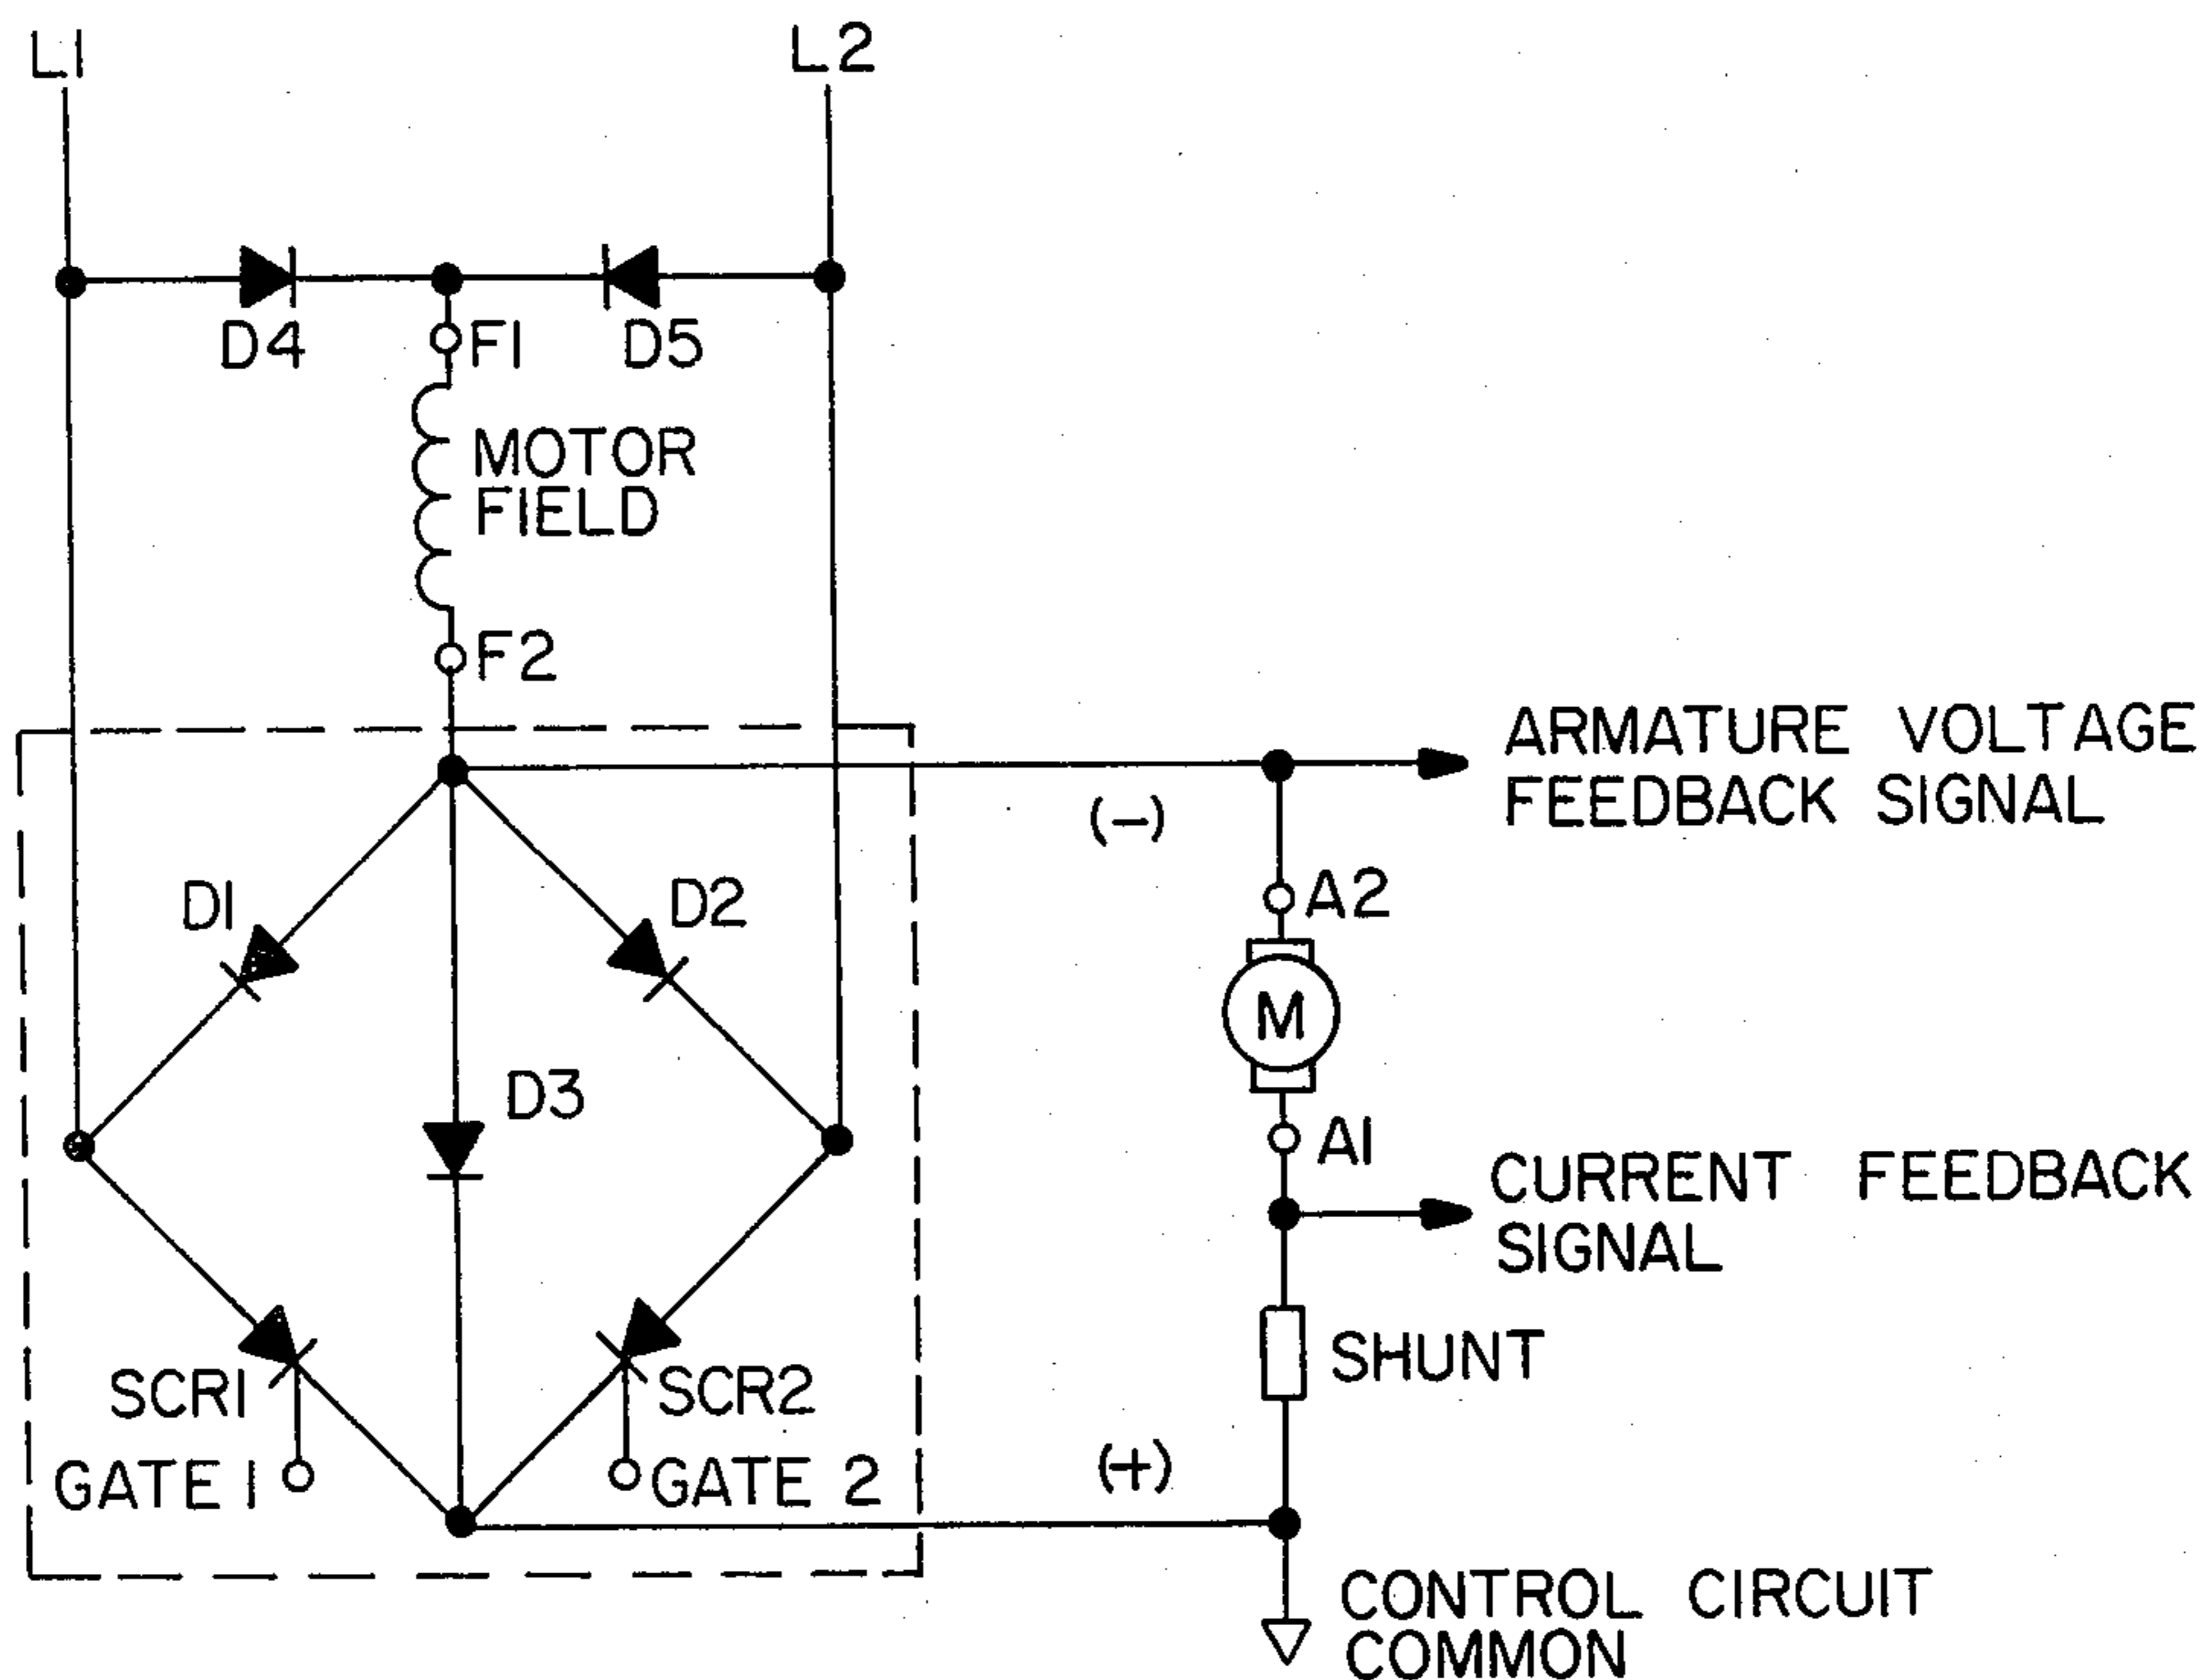 L1
L2
D4
F1
D5
MOTOR
FIELD
F2
ARMATURE VOLTAGE
FEEDBACK SIGNAL
(-)
D1
D2
A2
M
D3
A1
CURRENT FEEDBACK
SIGNAL
SHUNT
SCR1
SCR2
(+)
GATE 1
GATE 2
CONTROL CIRCUIT
COMMON